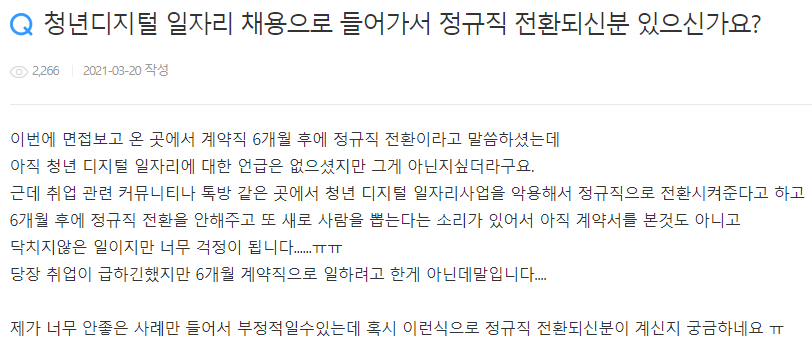 청년디지털 일자리 채용으로 들어가서 정규직 전환되신분 있으신가요?
2,266 2021-03-20 작성
이번에 면접보고 온 곳에서 계약직 6개월 후에 정규직 전환이라고 말씀하셨는데
아직 청년 디지털 일자리에 대한 언급은 없으셨지만 그게 아닌지싶더라구요.
근데 취업 관련 커뮤니티나 톡방 같은 곳에서 청년 디지털 일자리사업을 악용해서 정규직으로 전환시켜준다고 하고
6개월 후에 정규직 전환을 안해주고 또 새로 사람을 뽑는다는 소리가 있어서 아직 계약서를 본것도 아니고
닥치지않은 일이지만 너무 걱정이 됩니다......ㅠㅠ
당장 취업이 급하긴했지만 6개월 계약직으로 일하려고 한게 아닌데말입니다....
제가 너무 안좋은 사례만 들어서 부정적일수있는데 혹시 이런식으로 정규직 전환되신분이 계신지 궁금하네요 ㅠ